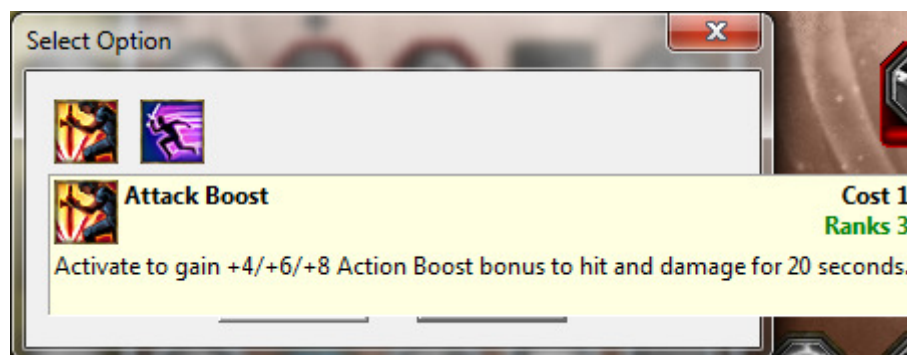 Select Option
Attack Boost
Cost 1
Ranks 3
Activate to gain +4/+6/+8 Action Boost bonus to hit and damage for 20 seconds.